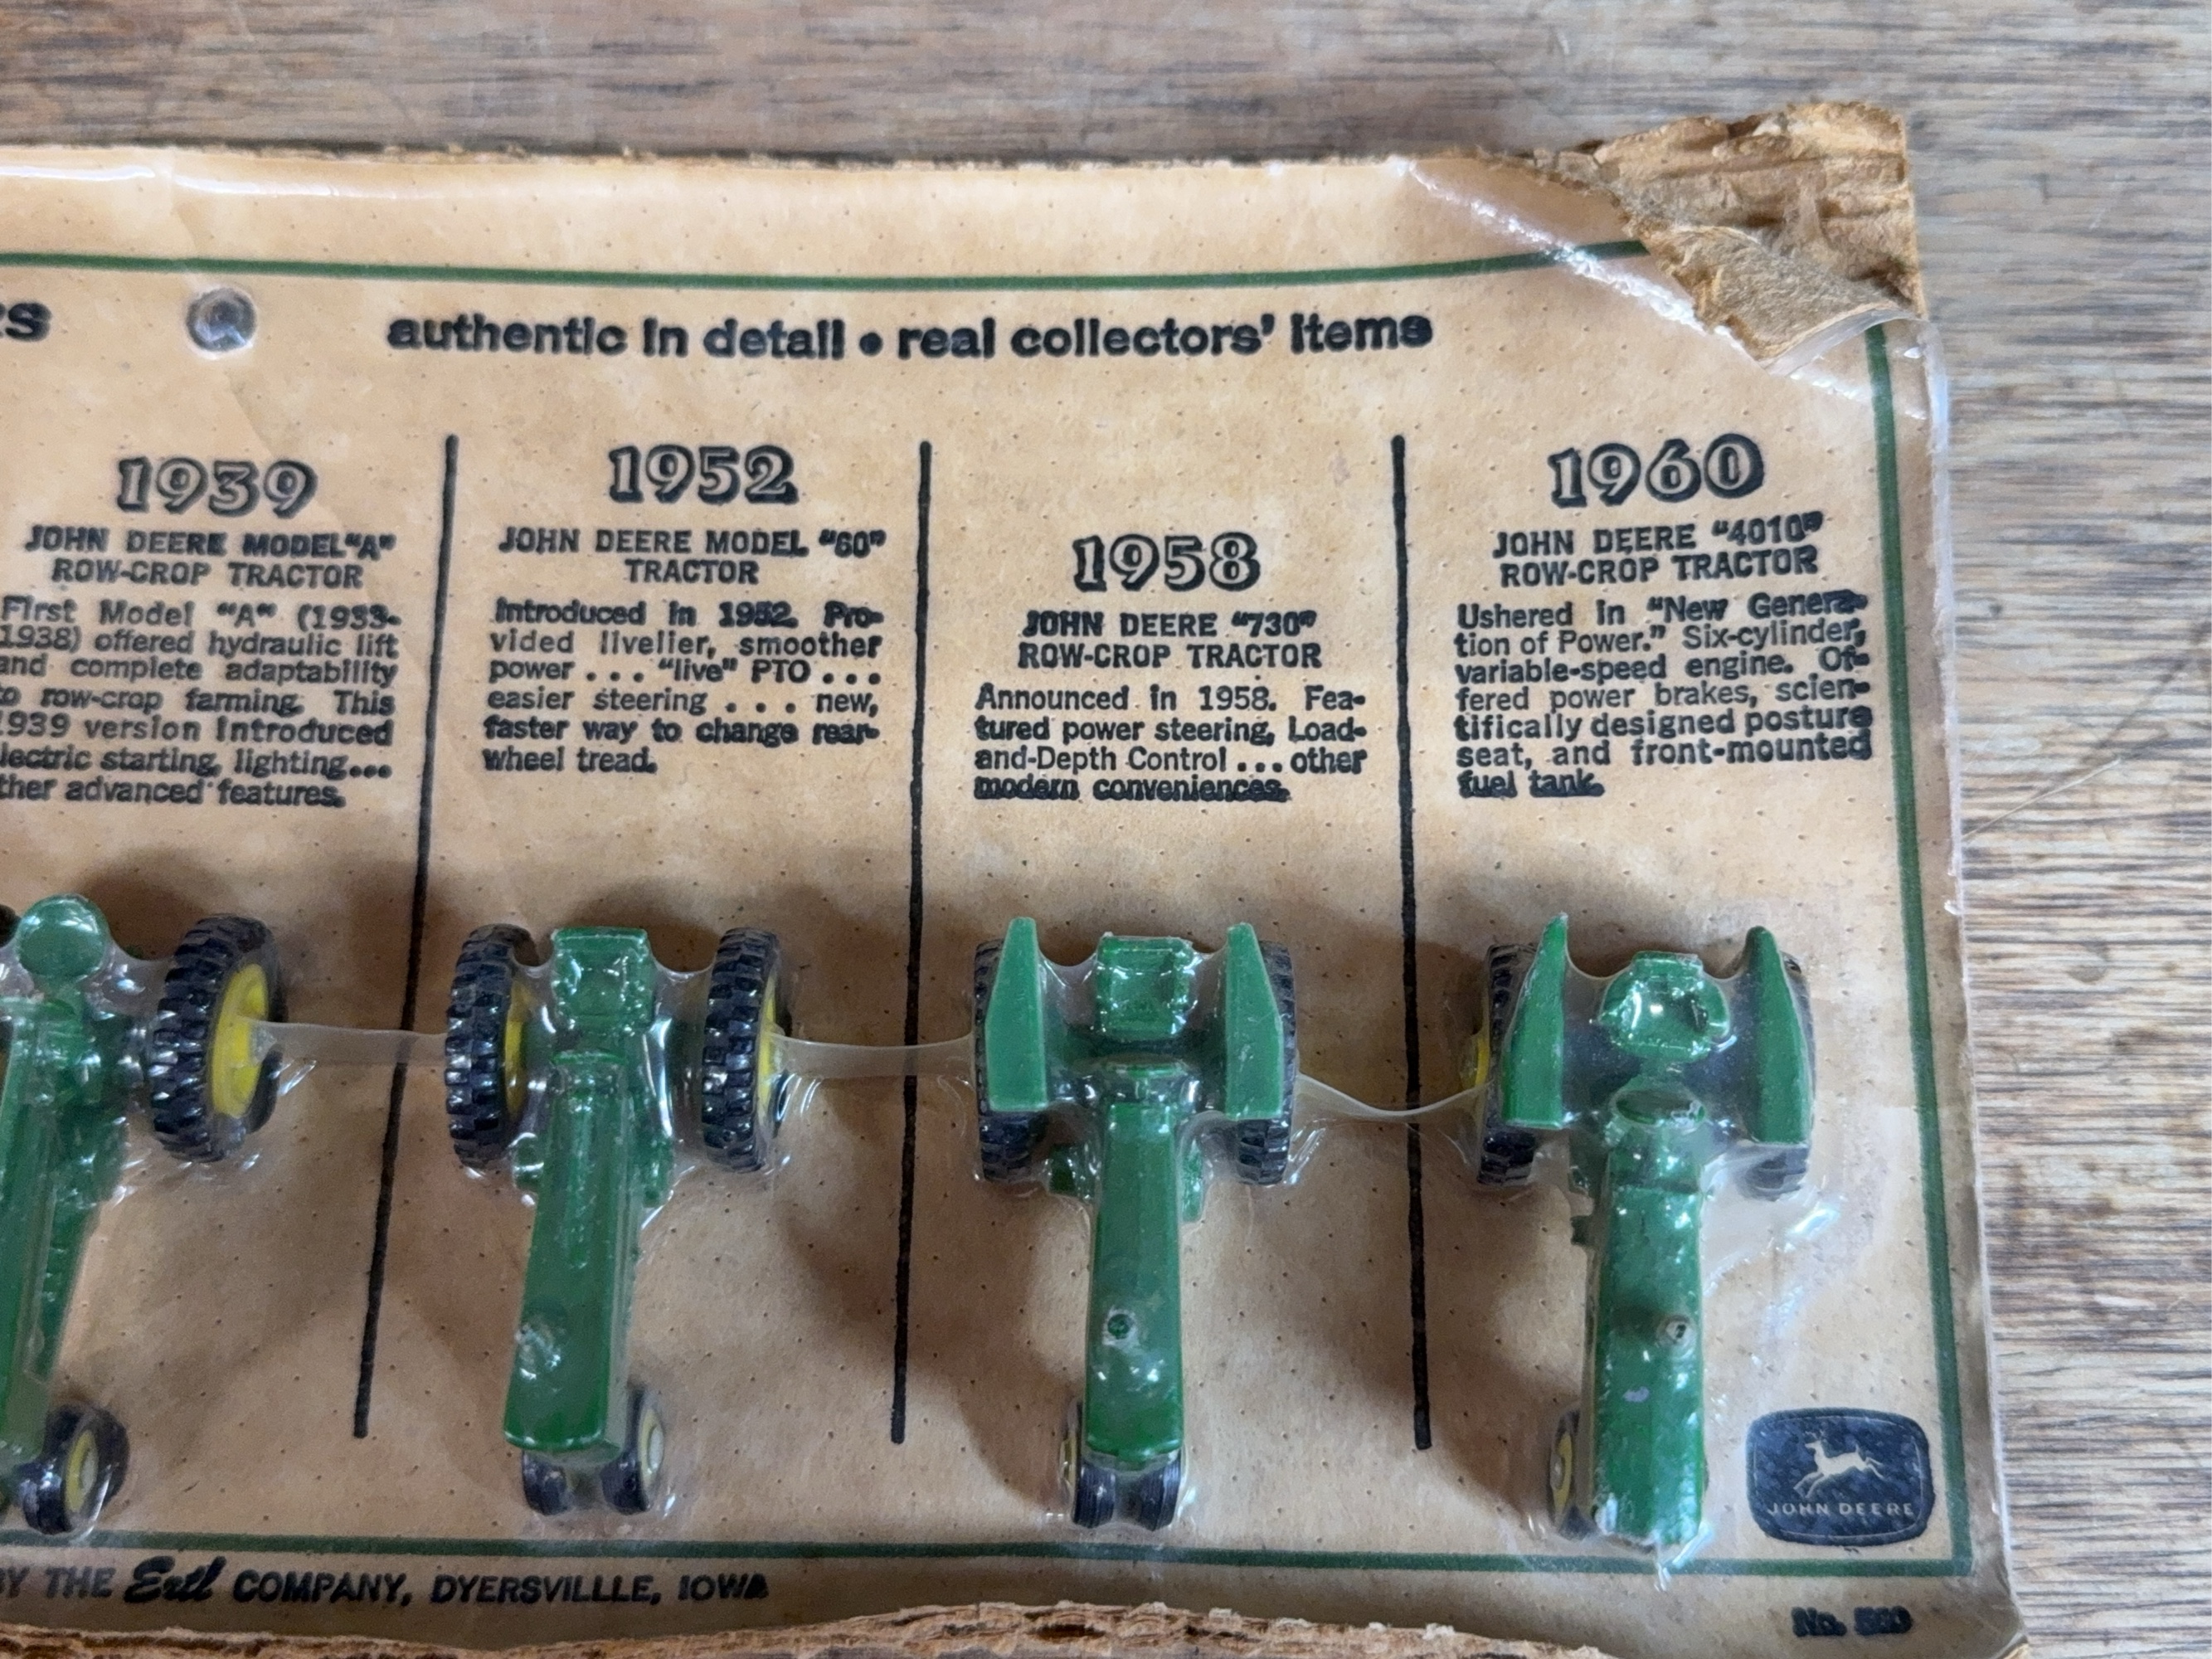 authentic in detail • real collectors' items
1939
JOHN DEERE MODEL "A"
ROW-CROP TRACTOR
First Model "A" (1933-
1938) offered hydraulic lift
and complete adaptability
to row-crop farming. This
1939 version introduced
lectric starting, lighting...
ther advanced features.
1952
JOHN DEERE MODEL "60"
TRACTOR
Introduced in 1952. Pro-
vided livelier, smoother
power . . . "live" PTO . . .
easier steering . . . new,
faster way to change rear-
wheel tread.
1958
JOHN DEERE "730"
ROW-CROP TRACTOR
Announced in 1958. Fea-
tured power steering, Load-
and-Depth Control . . . other
modern conveniences.
1960
JOHN DEERE "4010"
ROW-CROP TRACTOR
Ushered in "New Genera-
tion of Power." Six-cylinder,
variable-speed engine. Of-
fered power brakes, scien-
tifically designed posture
seat, and front-mounted
fuel tank.
JOHN DEERE
BY THE Ertl COMPANY, DYERSVILLLE, IOWA
No.